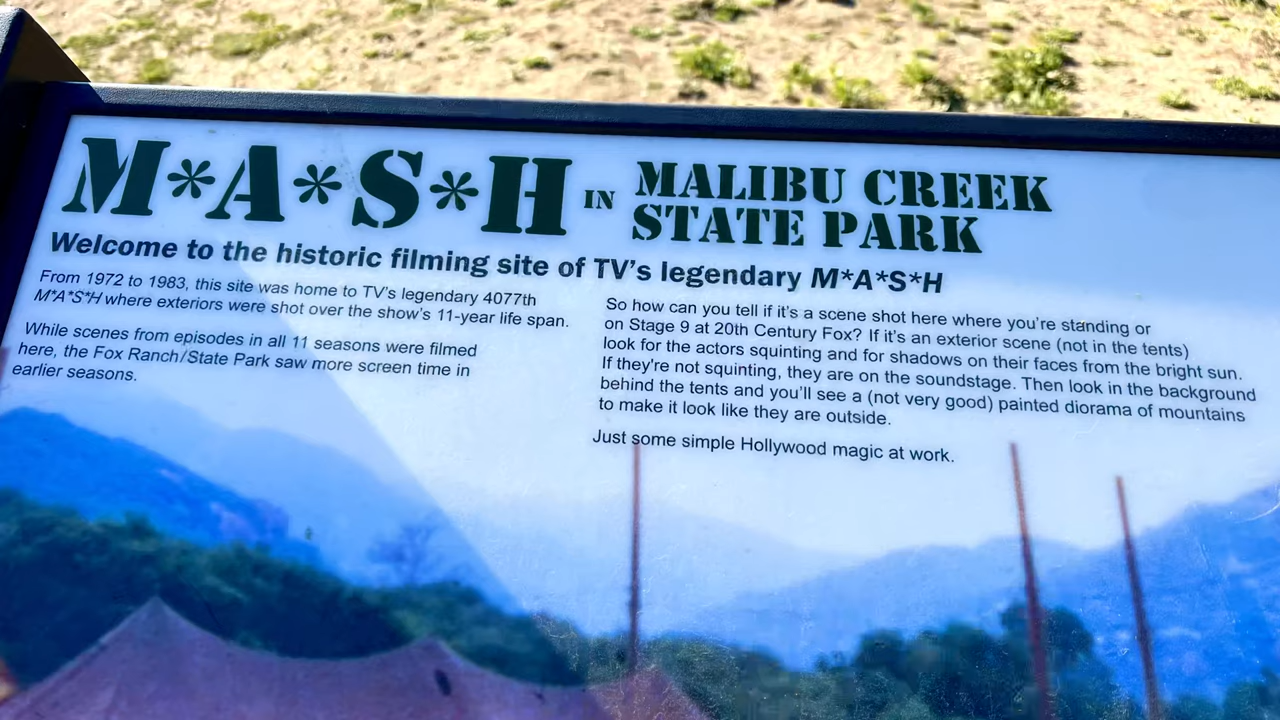 M*A*S*H IN MALIBU CREEK
STATE PARK
Welcome to the historic filming site of TV's legendary M*A*S*H
From 1972 to 1983, this site was home to TV's legendary 4077th
M*A*S*H where exteriors were shot over the show's 11-year life span.
While scenes from episodes in all 11 seasons were filmed
here, the Fox Ranch/State Park saw more screen time in
earlier seasons.
So how can you tell if it's a scene shot here where you're standing or
on Stage 9 at 20th Century Fox? If it's an exterior scene (not in the tents)
look for the actors squinting and for shadows on their faces from the bright sun.
If they're not squinting, they are on the soundstage. Then look in the background
behind the tents and you'll see a (not very good) painted diorama of mountains
to make it look like they are outside.
Just some simple Hollywood magic at work.